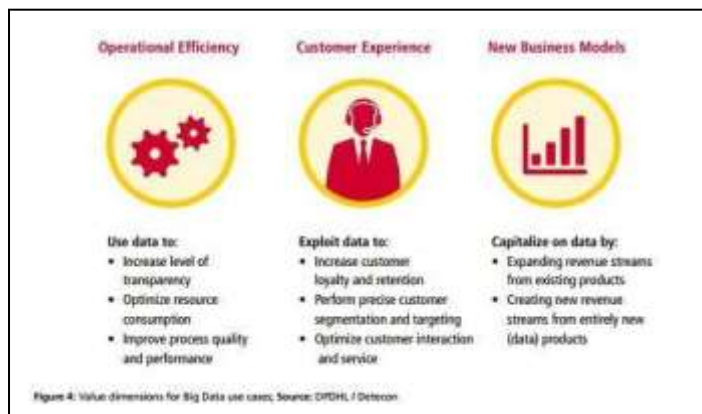 Operational Efficiency
Customer Experience
New Business Models
Use data to:
• Increase level of
transparency
• Optimize resource
consumption
• Improve process quality
and performance
Exploit data to:
• Increase customer
loyalty and retention
• Perform precise customer
segmentation and targeting
• Optimize customer interaction
and service
Capitalize on data by:
• Expanding revenue streams
from existing products
• Creating new revenue
streams from entirely new
(data) products
Figure 4: Value dimensions for Big Data use cases; Source: DPDHL / Detecon